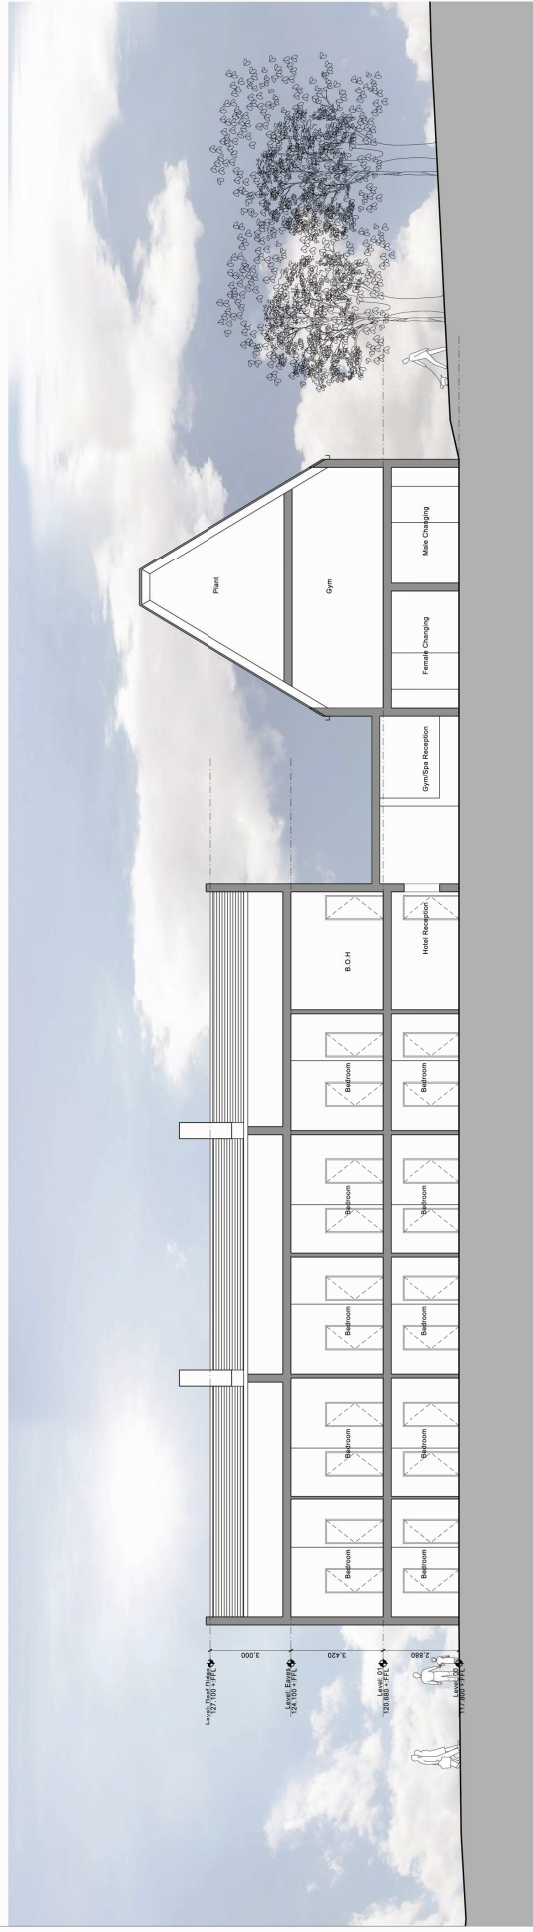 Level: Roof Ridge
127.100 +:FFL
Plant
3.000
Level: Eaves
124.100 +:FFL
Gym
3.420
Bedroom
Bedroom
Bedroom
Bedroom
Bedroom
B.O.H
Level: 01
120.680 +:FFL
2.880
Bedroom
Bedroom
Bedroom
Bedroom
Bedroom
Hotel Reception
Gym/Spa Reception
Female Changing
Male Changing
Level: 00
117.800 +:FFL